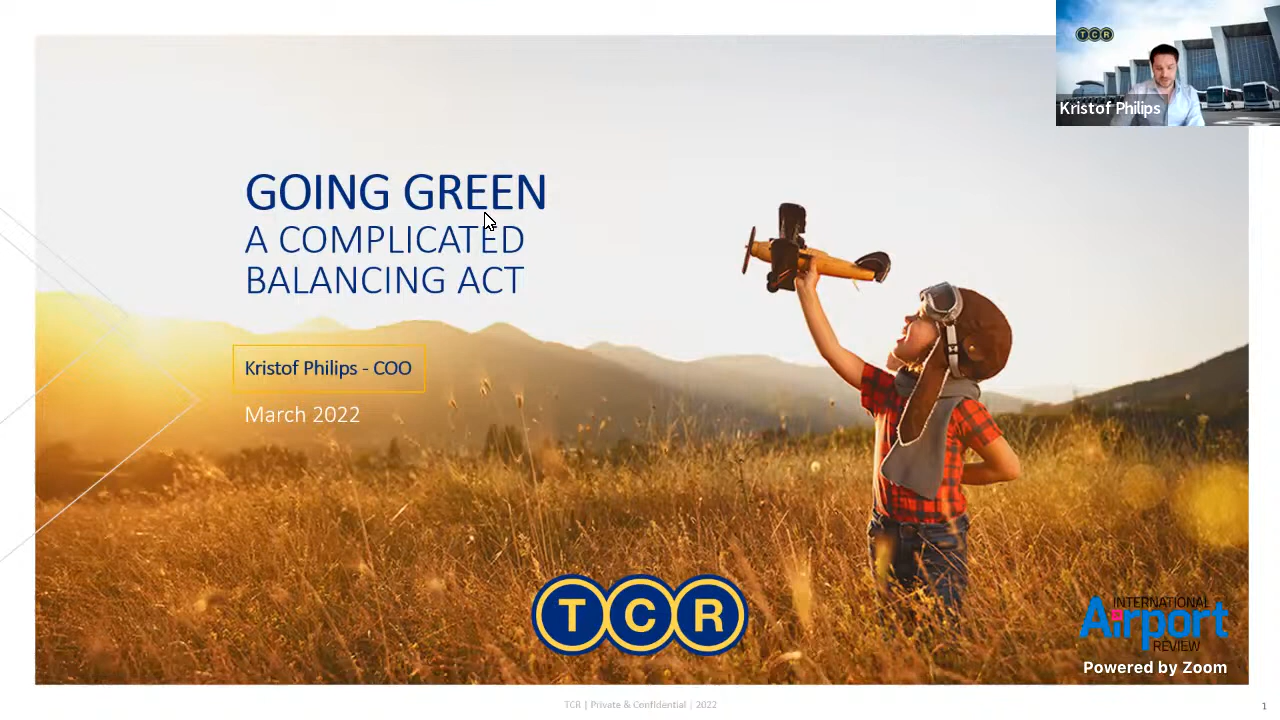 TCR
Kristof Philips
GOING GREEN
A COMPLICATED
BALANCING ACT
Kristof Philips - COO
March 2022
TCR
INTERNATIONAL
Airport
REVIEW
Powered by Zoom
TCR | Private & Confidential | 2022
1